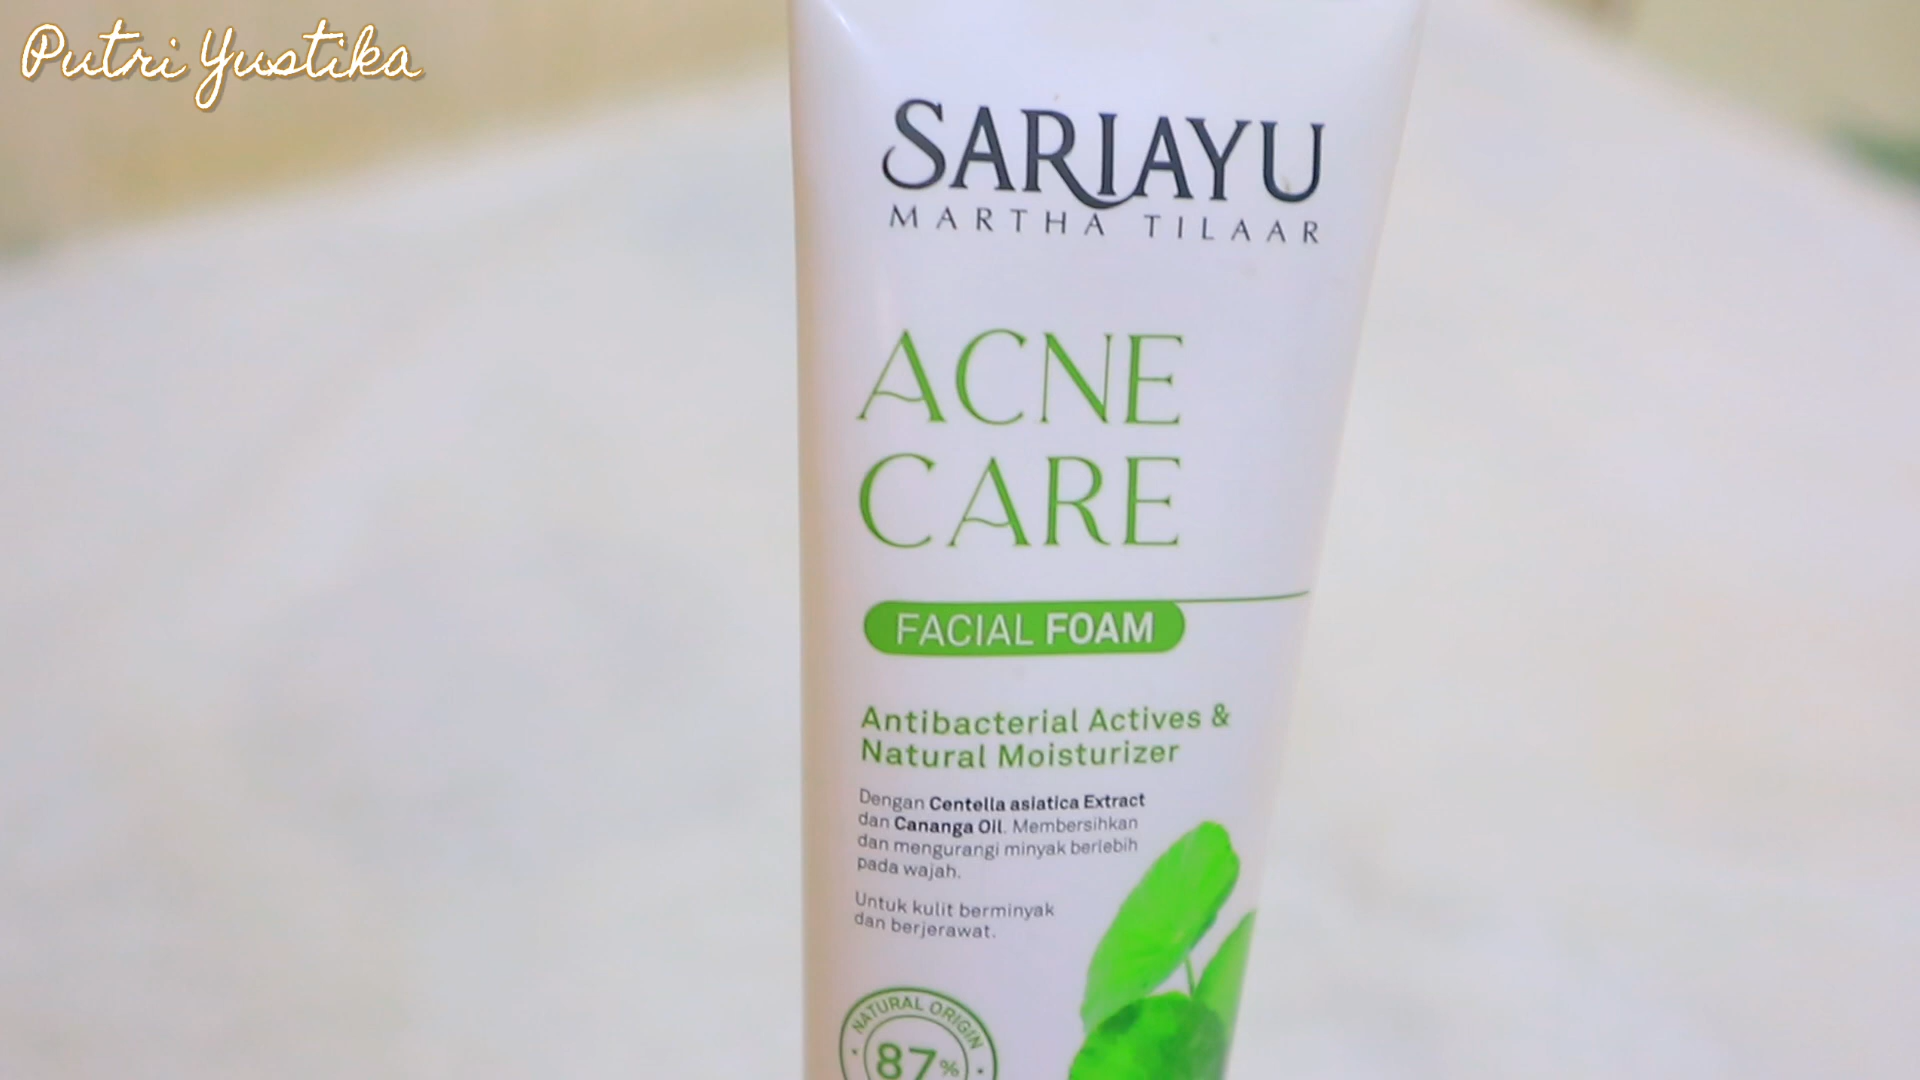 Putri Yustika
SARIAYU
MARTHA TILAAR
ACNE
CARE
FACIAL FOAM
Antibacterial Actives &
Natural Moisturizer
Dengan Centella asiatica Extract
dan Cananga Oil. Membersihkan
dan mengurangi minyak berlebih
pada wajah.
Untuk kulit berminyak
dan berjerawat.
NATURAL ORIGIN
87%